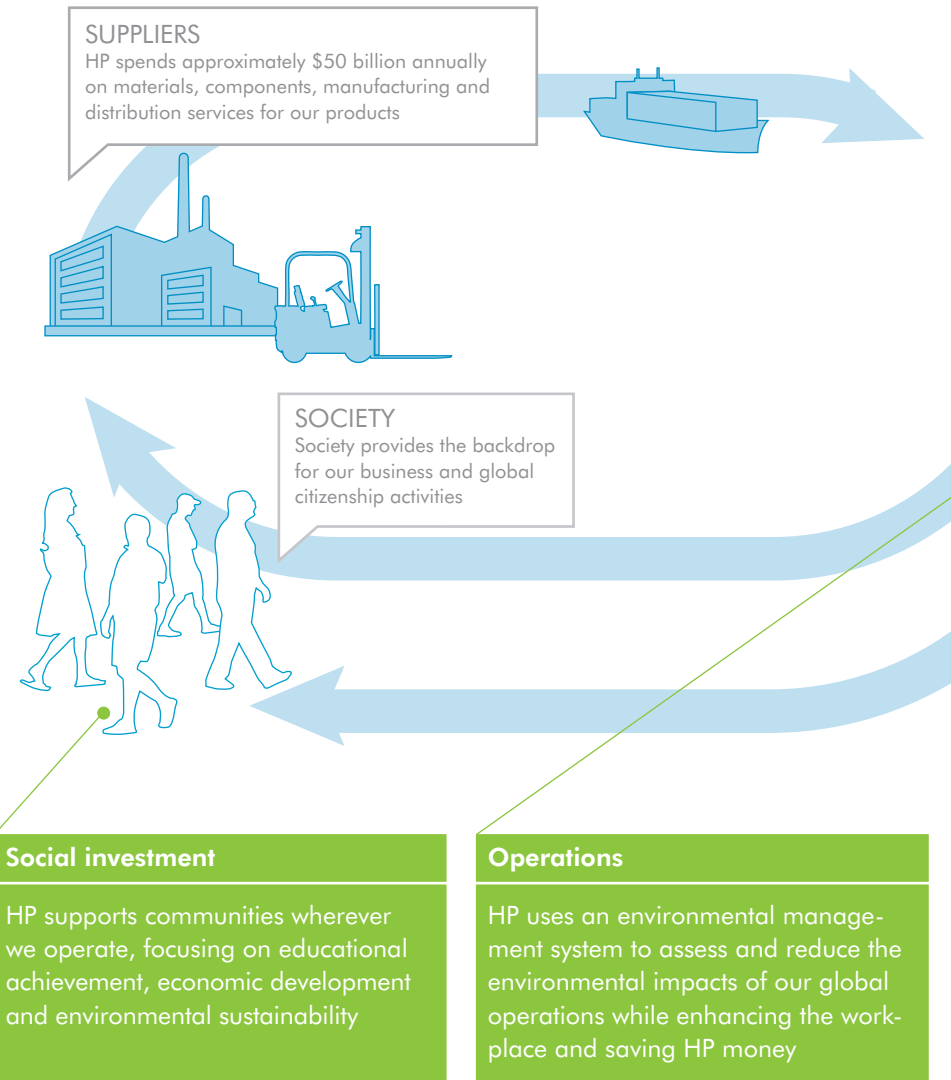 SUPPLIERS
HP spends approximately $50 billion annually
on materials, components, manufacturing and
distribution services for our products
SOCIETY
Society provides the backdrop
for our business and global
citizenship activities
Social investment
HP supports communities wherever
we operate, focusing on educational
achievement, economic development
and environmental sustainability
Operations
HP uses an environmental manage-
ment system to assess and reduce the
environmental impacts of our global
operations while enhancing the work-
place and saving HP money